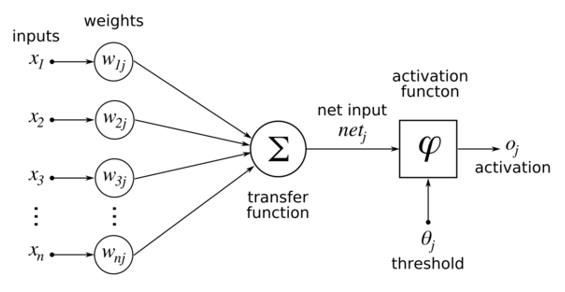 weights
inputs
x1
w1j
activation
functon
net input
netj
x2
w2j
Σ
φ
oj
activation
x3
w3j
transfer
function
⋮
⋮
θj
threshold
xn
wnj